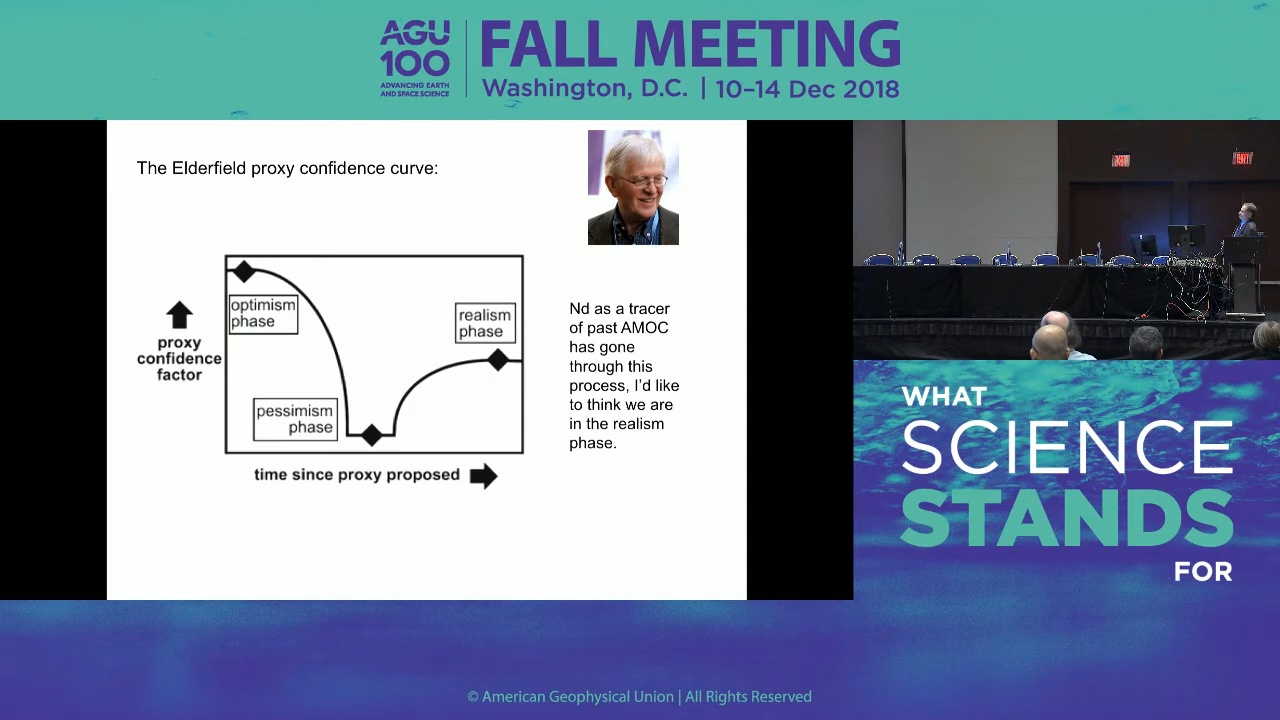 AGU
100
ADVANCING EARTH
AND SPACE SCIENCE
FALL MEETING
Washington, D.C. | 10–14 Dec 2018
The Elderfield proxy confidence curve:
optimism
phase
realism
phase
proxy
confidence
factor
pessimism
phase
time since proxy proposed
Nd as a tracer
of past AMOC
has gone
through this
process, I’d like
to think we are
in the realism
phase.
EXIT
EXIT
WHAT
SCIENCE
STANDS
FOR
© American Geophysical Union | All Rights Reserved